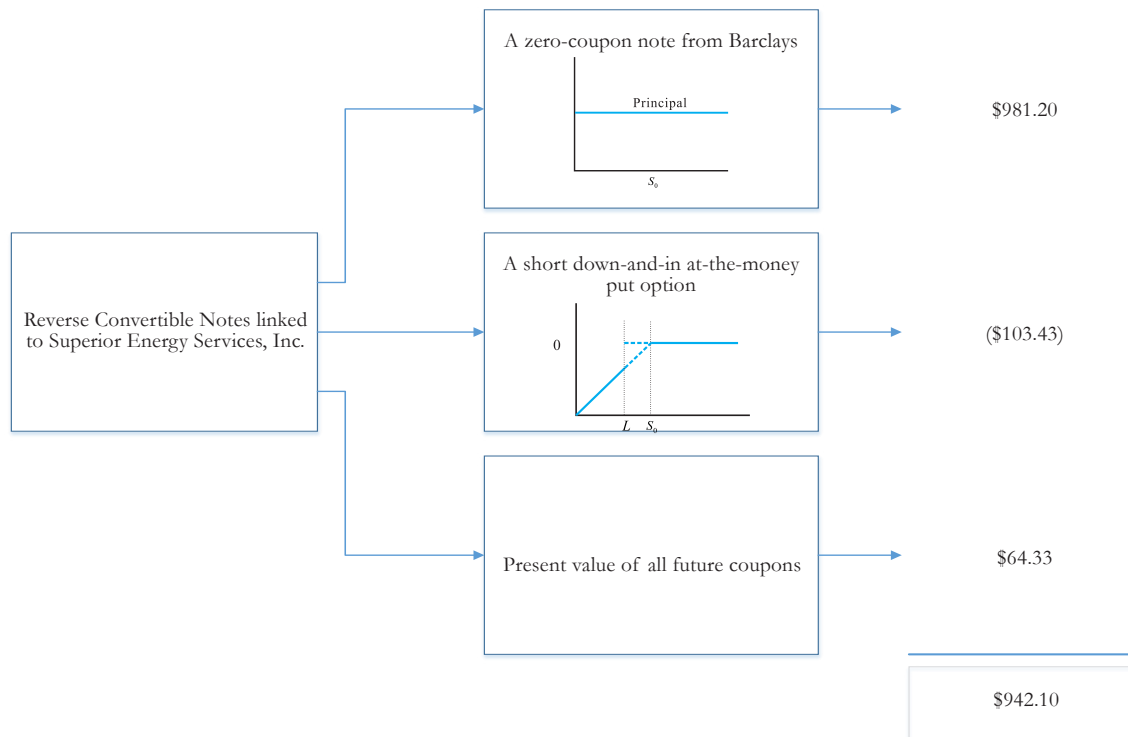 A zero-coupon note from Barclays
Principal
S₀
$981.20
Reverse Convertible Notes linked
to Superior Energy Services, Inc.
A short down-and-in at-the-money
put option
0
L S₀
($103.43)
Present value of all future coupons
$64.33
$942.10